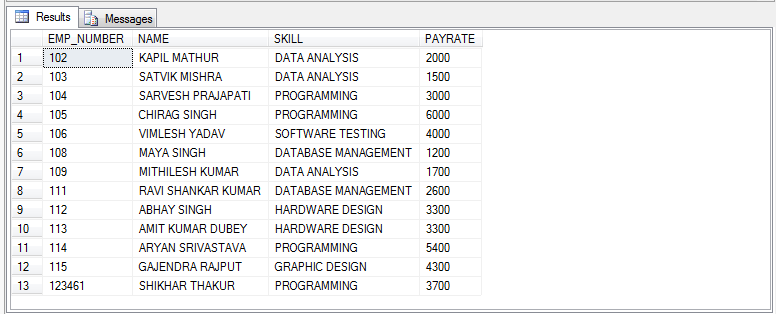 Results Messages
EMP_NUMBER NAME SKILL PAYRATE
1 102 KAPIL MATHUR DATA ANALYSIS 2000
2 103 SATVIK MISHRA DATA ANALYSIS 1500
3 104 SARVESH PRAJAPATI PROGRAMMING 3000
4 105 CHIRAG SINGH PROGRAMMING 6000
5 106 VIMLESH YADAV SOFTWARE TESTING 4000
6 108 MAYA SINGH DATABASE MANAGEMENT 1200
7 109 MITHILESH KUMAR DATA ANALYSIS 1700
8 111 RAVI SHANKAR KUMAR DATABASE MANAGEMENT 2600
9 112 ABHAY SINGH HARDWARE DESIGN 3300
10 113 AMIT KUMAR DUBEY HARDWARE DESIGN 3300
11 114 ARYAN SRIVASTAVA PROGRAMMING 5400
12 115 GAJENDRA RAJPUT GRAPHIC DESIGN 4300
13 123461 SHIKHAR THAKUR PROGRAMMING 3700